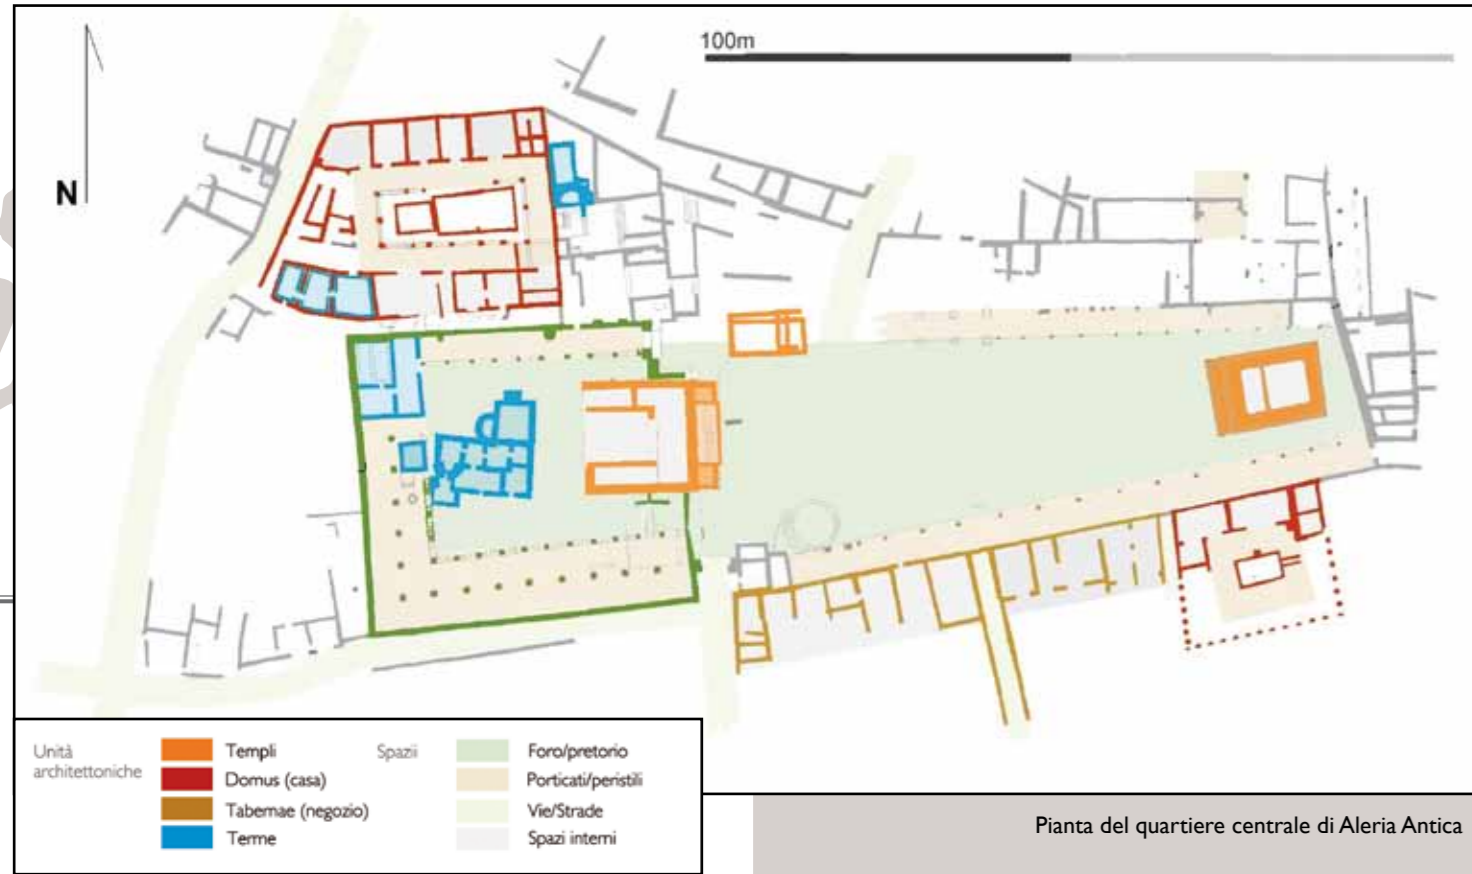 100m
N
Unità
architettoniche
Templi
Domus (casa)
Tabernae (negozio)
Terme
Spazii
Foro/pretorio
Porticati/peristili
Vie/Strade
Spazi interni
Pianta del quartiere centrale di Aleria Antica